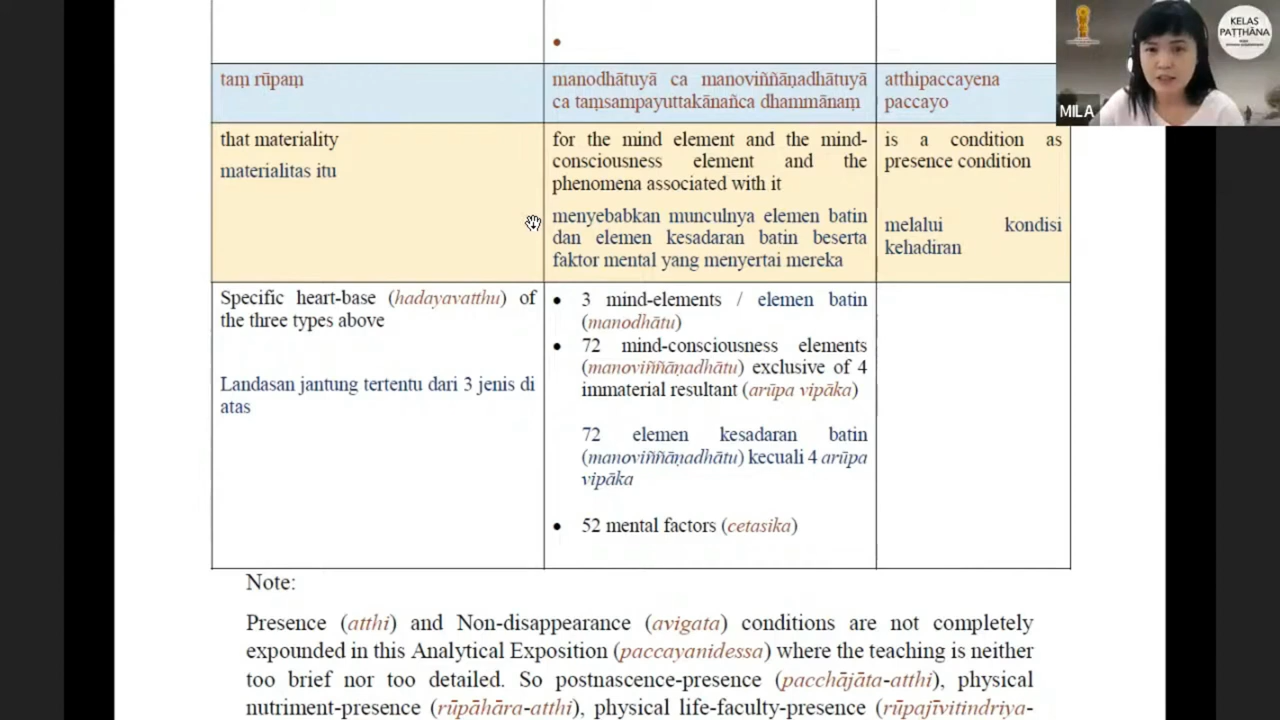 KELAS
PAṬṬHĀNA
MILA
•
taṃ rūpaṃ
manodhātuyā ca manoviññāṇadhātuyā
ca taṃsampayuttakānañca dhammānaṃ
atthipaccayena
paccayo
that materiality
materialitas itu
for the mind element and the mind-
consciousness element and the
phenomena associated with it
menyebabkan munculnya elemen batin
dan elemen kesadaran batin beserta
faktor mental yang menyertai mereka
is a condition as
presence condition
melalui kondisi
kehadiran
Specific heart-base (hadayavatthu) of
the three types above
Landasan jantung tertentu dari 3 jenis di
atas
• 3 mind-elements / elemen batin
(manodhātu)
• 72 mind-consciousness elements
(manoviññāṇadhātu) exclusive of 4
immaterial resultant (arūpa vipāka)
72 elemen kesadaran batin
(manoviññāṇadhātu) kecuali 4 arūpa
vipāka
• 52 mental factors (cetasika)
Note:
Presence (atthi) and Non-disappearance (avigata) conditions are not completely
expounded in this Analytical Exposition (paccayanidessa) where the teaching is neither
too brief nor too detailed. So postnascence-presence (pacchājāta-atthi), physical
nutriment-presence (rūpāhāra-atthi), physical life-faculty-presence (rūpajīvitindriya-